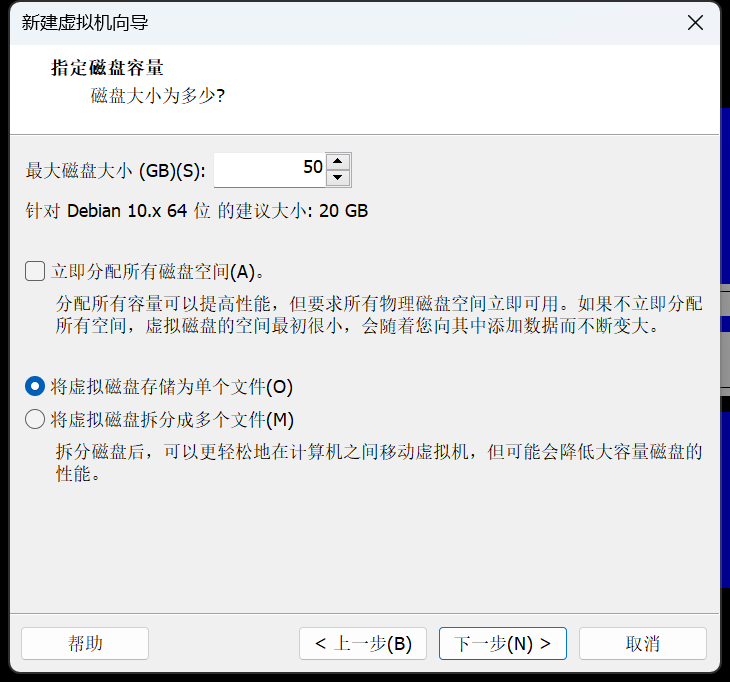 新建虚拟机向导
指定磁盘容量
磁盘大小为多少?
最大磁盘大小 (GB)(S): 50
针对 Debian 10.x 64 位 的建议大小: 20 GB
立即分配所有磁盘空间(A)。
分配所有容量可以提高性能，但要求所有物理磁盘空间立即可用。如果不立即分配
所有空间，虚拟磁盘的空间最初很小，会随着您向其中添加数据而不断变大。
将虚拟磁盘存储为单个文件(O)
将虚拟磁盘拆分成多个文件(M)
拆分磁盘后，可以更轻松地在计算机之间移动虚拟机，但可能会降低大容量磁盘的
性能。
帮助 < 上一步(B) 下一步(N) > 取消